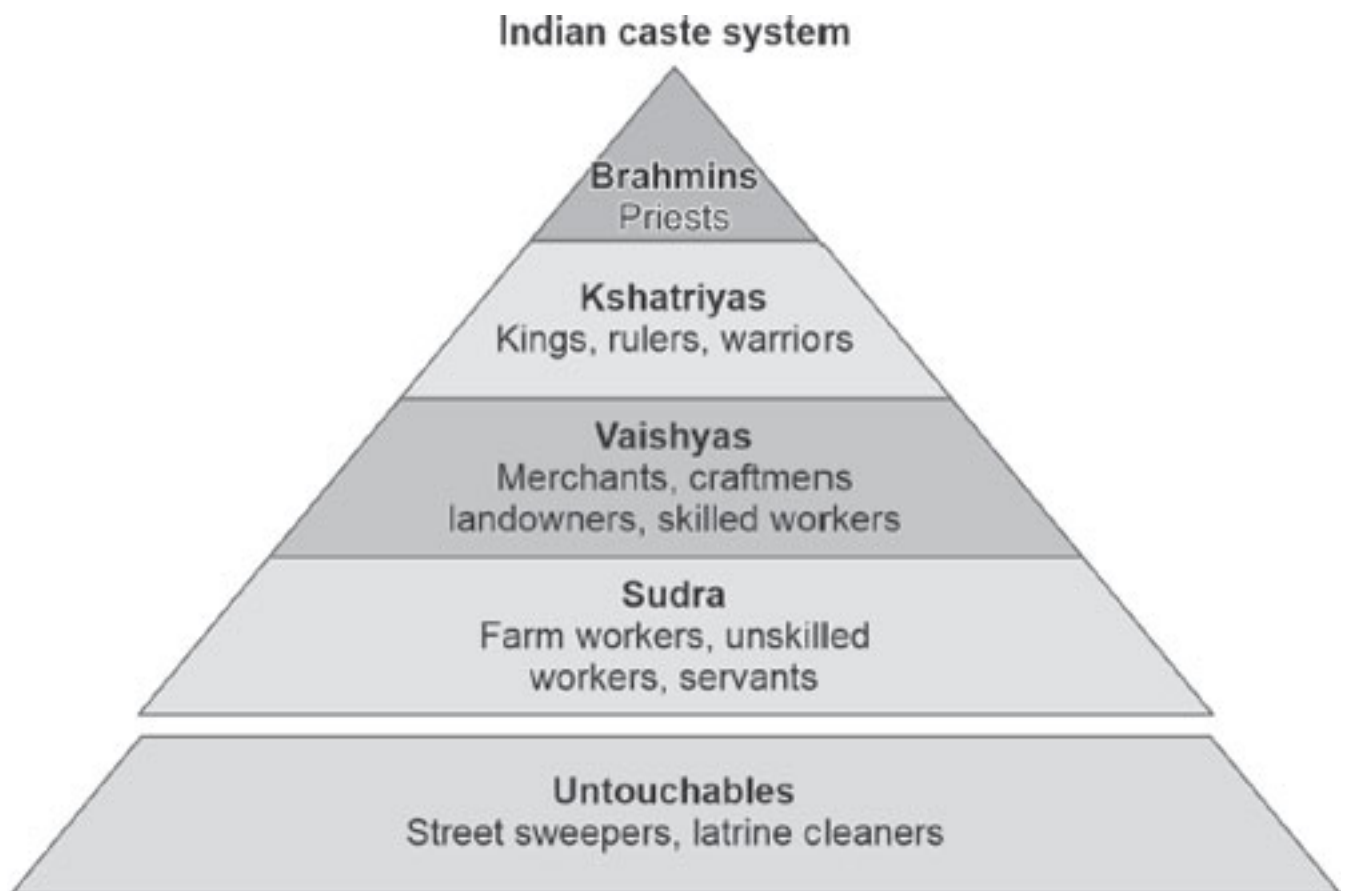 Indian caste system
Brahmins
Priests
Kshatriyas
Kings, rulers, warriors
Vaishyas
Merchants, craftmens
landowners, skilled workers
Sudra
Farm workers, unskilled
workers, servants
Untouchables
Street sweepers, latrine cleaners